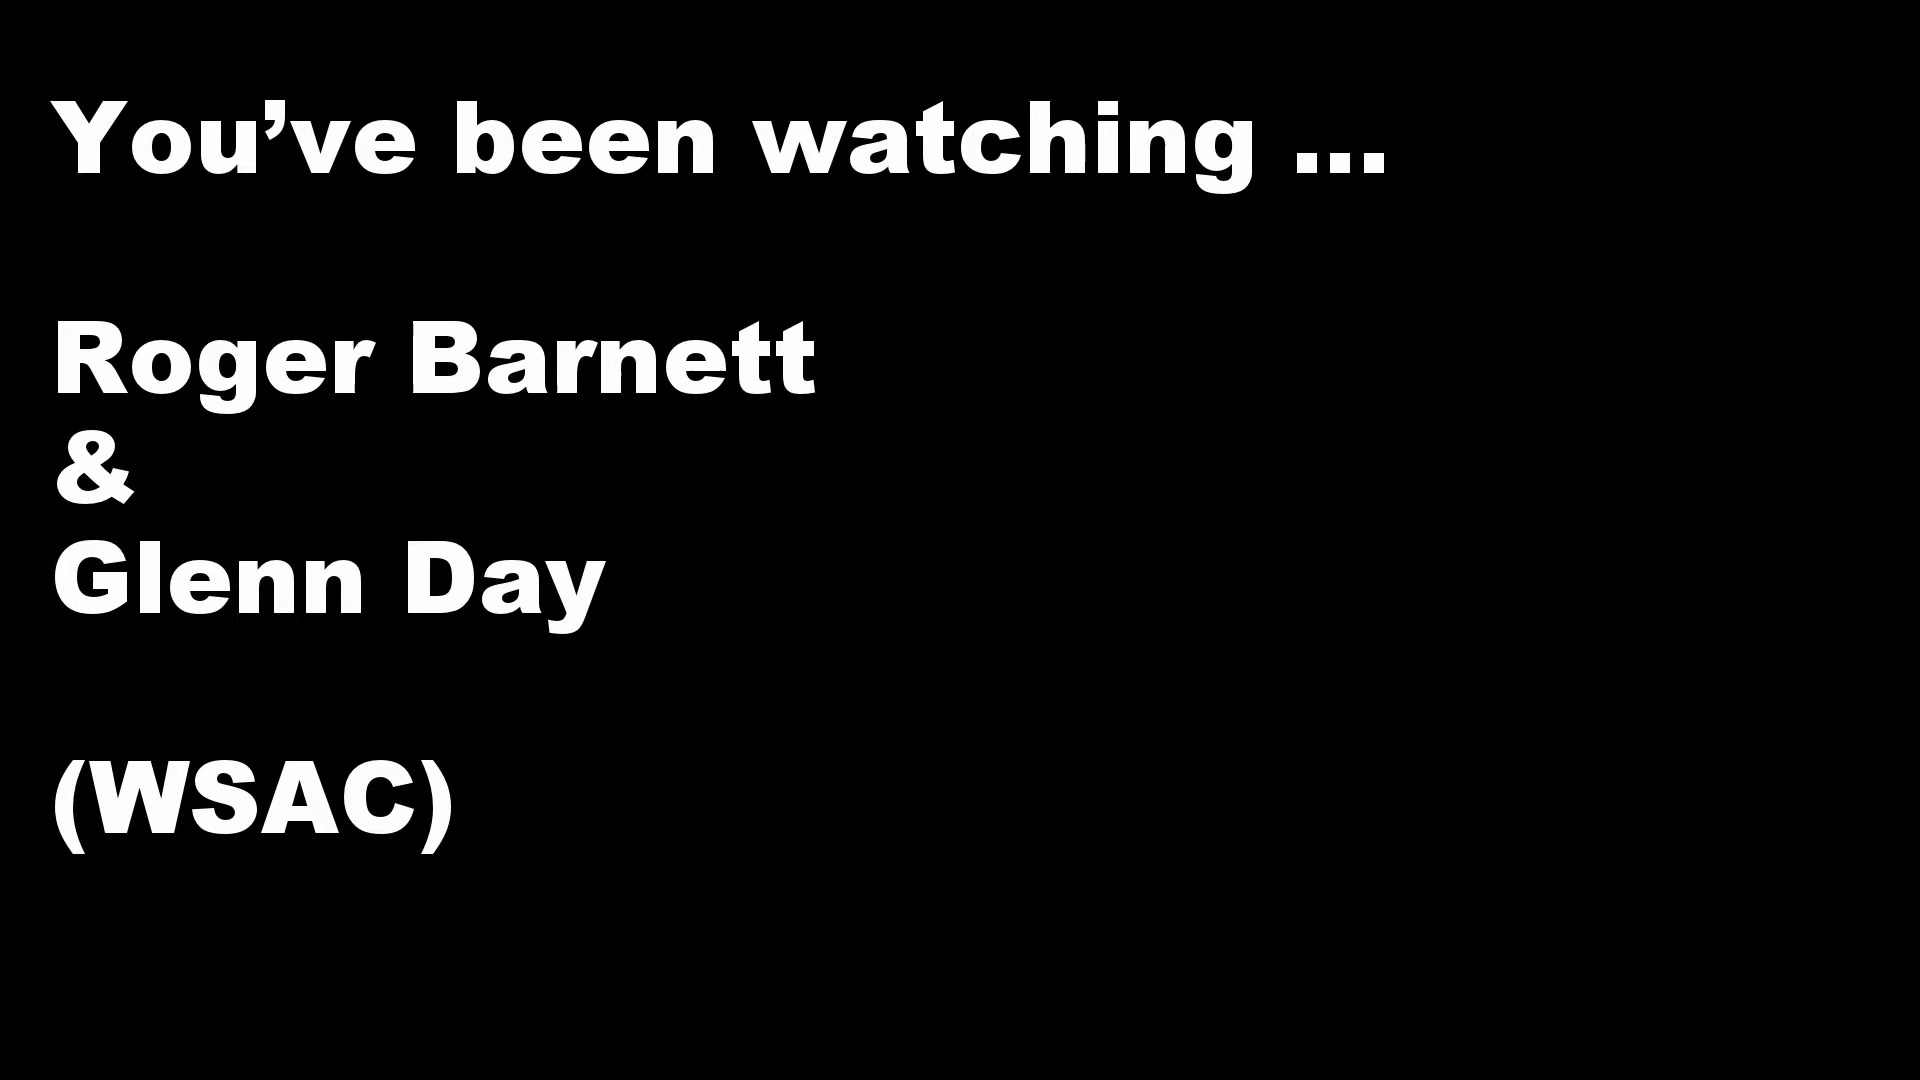 You’ve been watching ...
Roger Barnett
&
Glenn Day
(WSAC)